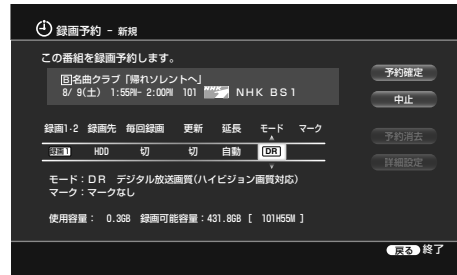 録画予約 - 新規
この番組を録画予約します。
予約確定
回名曲クラブ「帰れソレントへ」
8/ 9(土) 1:55PM- 2:00PM 101 NHK NHK BS1
中止
録画1・2 録画先 毎回録画 更新 延長 モード マーク
予約消去
録画1 HDD 切 切 自動 DR
詳細設定
モード：DR デジタル放送画質(ハイビジョン画質対応)
マーク：マークなし
使用容量： 0.3GB 録画可能容量：431.8GB [ 101H55M ]
戻る 終了